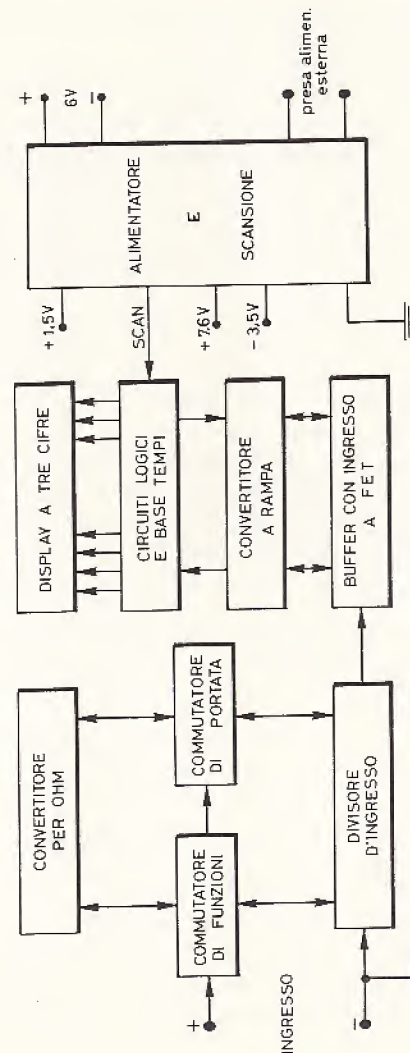 INGRESSO
+
−
CONVERTITORE
PER OHM
COMMUTATORE
DI FUNZIONI
COMMUTATORE
DI
PORTATA
DIVISORE
D'INGRESSO
DISPLAY A TRE CIFRE
CIRCUITI LOGICI
E BASE TEMPI
CONVERTITORE
A RAMPA
BUFFER CON INGRESSO
A FET
+1,5V
SCAN
+7,6V
−3,5V
ALIMENTATORE
E
SCANSIONE
+
6V
−
presa alimen.
esterna